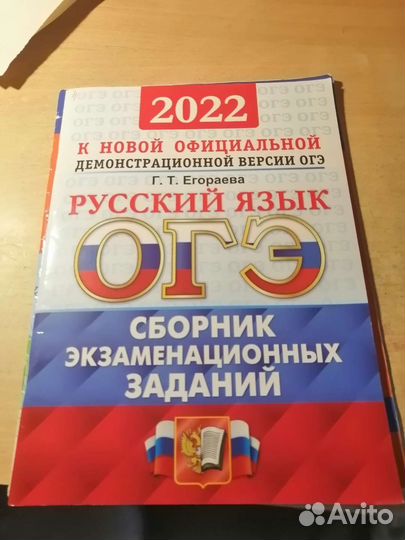 2022
К НОВОЙ ОФИЦИАЛЬНОЙ
ДЕМОНСТРАЦИОННОЙ ВЕРСИИ ОГЭ
Г. Т. Егораева
РУССКИЙ ЯЗЫК
ОГЭ
СБОРНИК
ЭКЗАМЕНАЦИОННЫХ
ЗАДАНИЙ
Avito